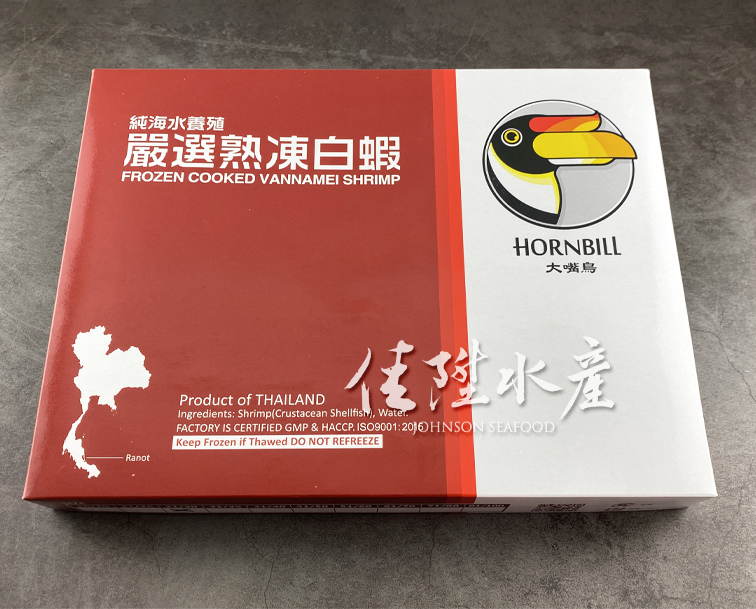 純海水養殖
嚴選熟凍白蝦
FROZEN COOKED VANNAMEI SHRIMP
HORNBILL
大嘴鳥
佳陞水產
JOHNSON SEAFOOD
Product of THAILAND
Ingredients: Shrimp(Crustacean Shellfish), Water.
FACTORY IS CERTIFIED GMP & HACCP. ISO9001: 2015
Keep Frozen if Thawed DO NOT REFREEZE
Ranot